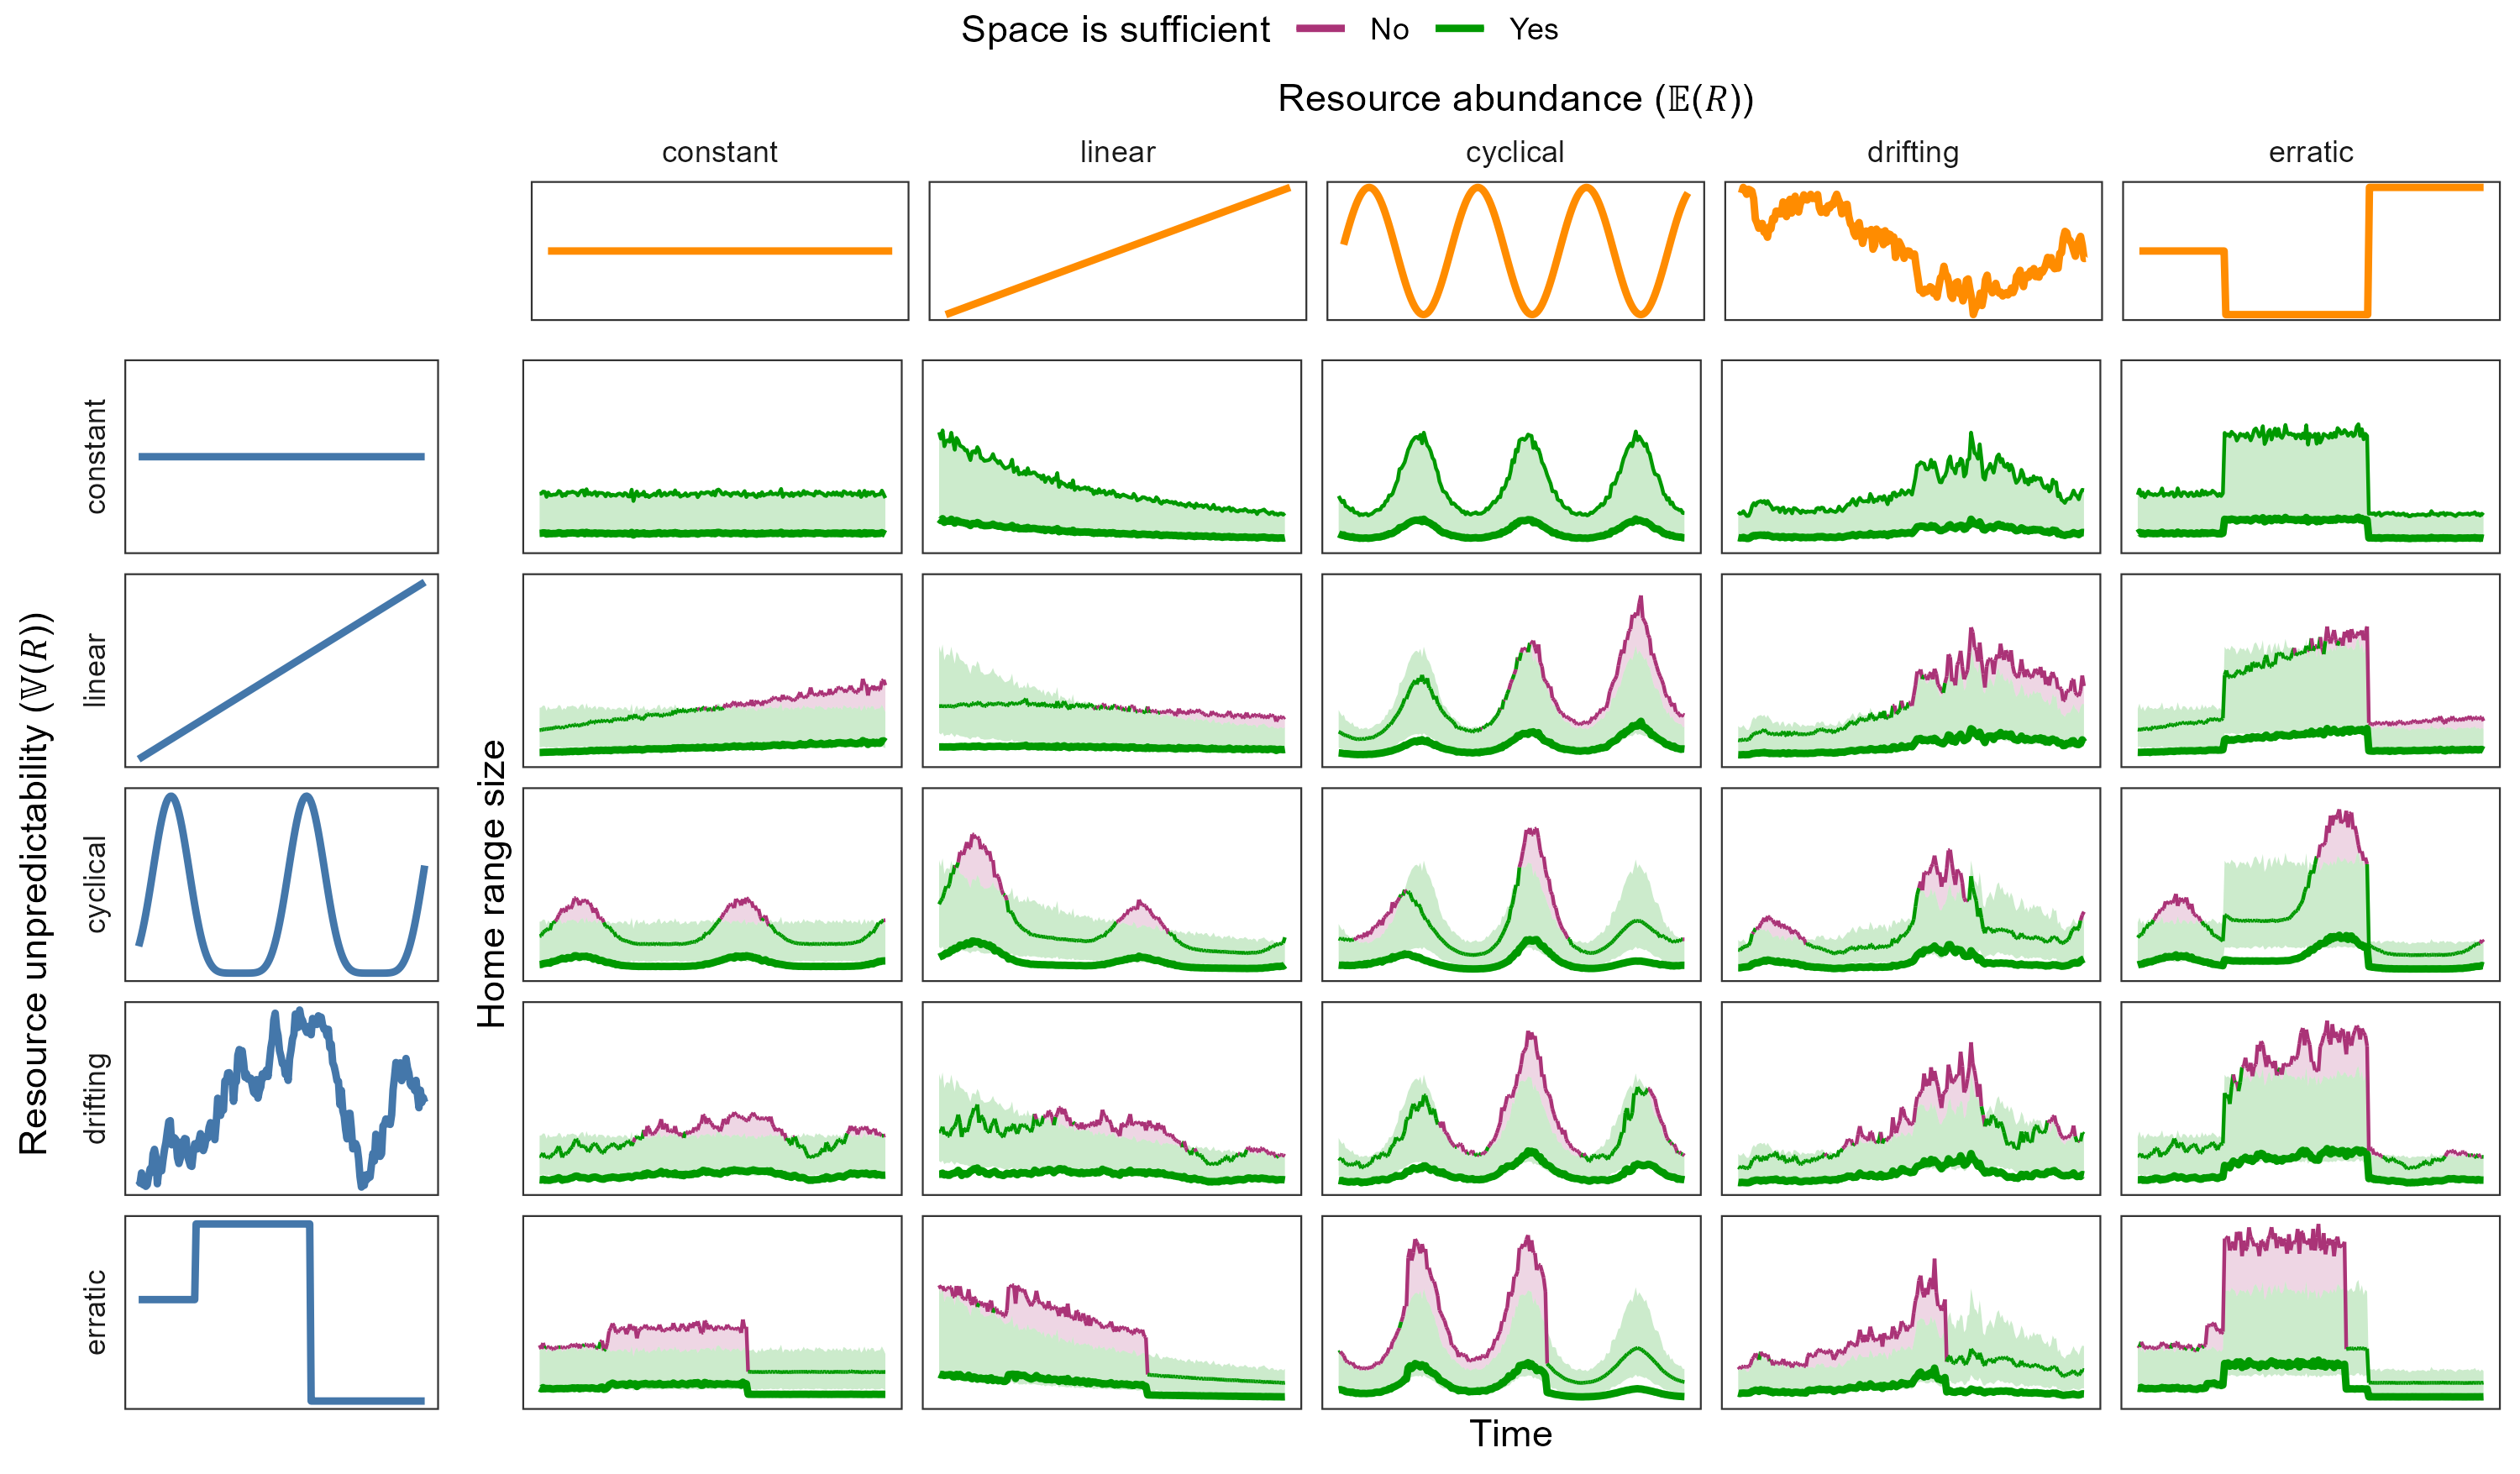 Space is sufficient No Yes
Resource abundance (𝔼(R))
constant linear cyclical drifting erratic
Resource unpredictability (𝕍(R))
constant
linear
cyclical
drifting
erratic
Home range size
Time